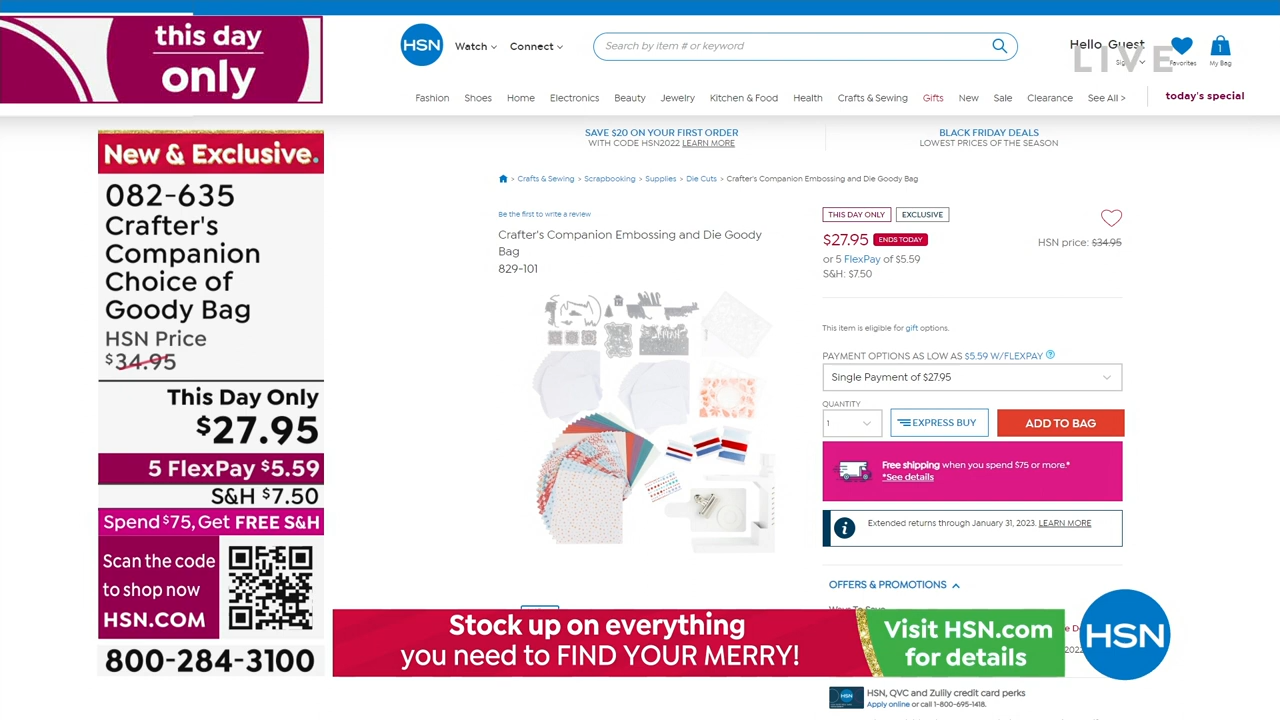 this day
only
New & Exclusive.
082-635
Crafter's
Companion
Choice of
Goody Bag
HSN Price
$34.95
This Day Only
$27.95
5 FlexPay $5.59
S&H $7.50
Spend $75, Get FREE S&H
Scan the code
to shop now
HSN.COM
800-284-3100
HSN
Watch
Connect
Search by item # or keyword
Hello, Guest
LIVE
Favorites
1
My Bag
Fashion Shoes Home Electronics Beauty Jewelry Kitchen & Food Health Crafts & Sewing Gifts New Sale Clearance See All >
today's special
SAVE $20 ON YOUR FIRST ORDER
WITH CODE HSN2022 LEARN MORE
BLACK FRIDAY DEALS
LOWEST PRICES OF THE SEASON
> Crafts & Sewing > Scrapbooking > Supplies > Die Cuts > Crafter's Companion Embossing and Die Goody Bag
Be the first to write a review
Crafter's Companion Embossing and Die Goody
Bag
829-101
THIS DAY ONLY
EXCLUSIVE
$27.95 ENDS TODAY
HSN price: $34.95
or 5 FlexPay of $5.59
S&H: $7.50
This item is eligible for gift options.
PAYMENT OPTIONS AS LOW AS $5.59 W/FLEXPAY ?
Single Payment of $27.95
QUANTITY
1
EXPRESS BUY
ADD TO BAG
Free shipping when you spend $75 or more.*
*See details
i
Extended returns through January 31, 2023. LEARN MORE
OFFERS & PROMOTIONS
Stock up on everything
you need to FIND YOUR MERRY!
Visit HSN.com
for details
HSN
HSN, QVC and Zulily credit card perks
Apply online or call 1-800-695-1418.